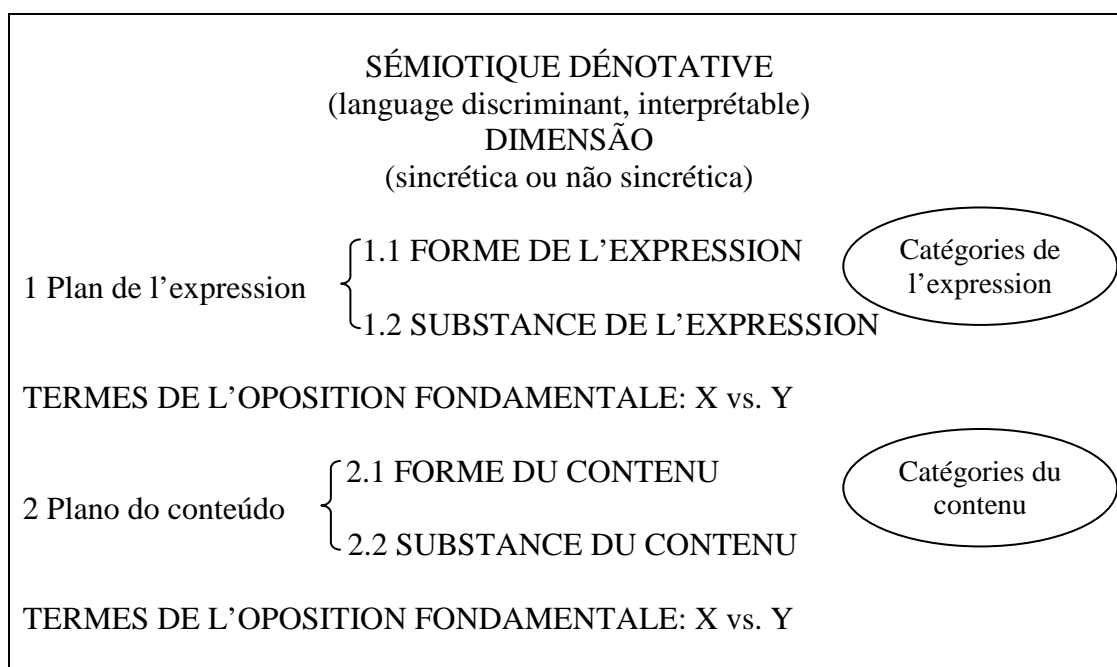 SÉMIOTIQUE DÉNOTATIVE
(language discriminant, interprétable)
DIMENSÃO
(sincrética ou não sincrética)
1.1 FORME DE L’EXPRESSION
Catégories de
l’expression
1 Plan de l’expression
1.2 SUBSTANCE DE L’EXPRESSION
TERMES DE L’OPOSITION FONDAMENTALE: X vs. Y
2.1 FORME DU CONTENU
Catégories du
contenu
2 Plano do conteúdo
2.2 SUBSTANCE DU CONTENU
TERMES DE L’OPOSITION FONDAMENTALE: X vs. Y